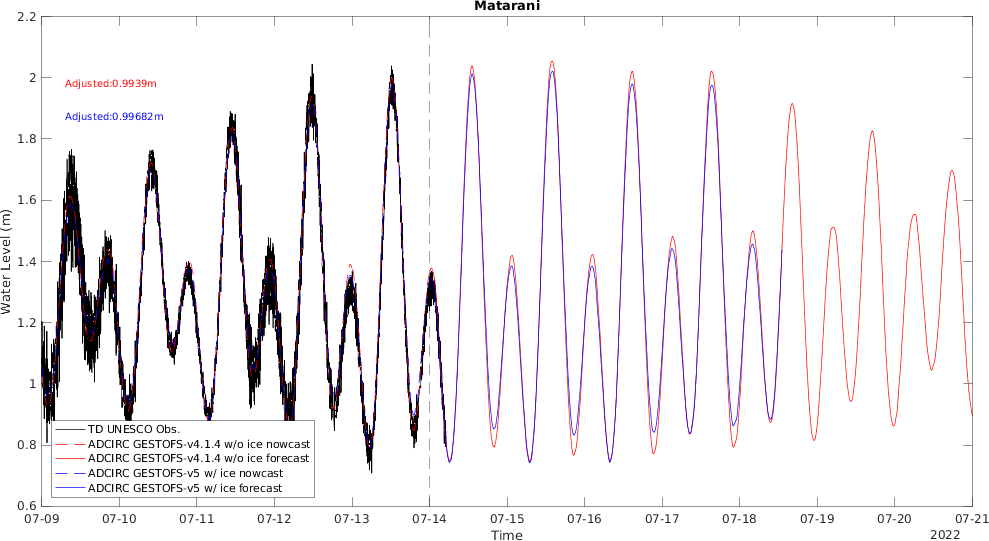 Matarani
2.2
2
1.8
1.6
1.4
1.2
1
0.8
0.6
Water Level (m)
Adjusted:0.9939m
Adjusted:0.99682m
TD UNESCO Obs.
ADCIRC GESTOFS-v4.1.4 w/o ice nowcast
ADCIRC GESTOFS-v4.1.4 w/o ice forecast
ADCIRC GESTOFS-v5 w/ ice nowcast
ADCIRC GESTOFS-v5 w/ ice forecast
07-09 07-10 07-11 07-12 07-13 07-14 07-15 07-16 07-17 07-18 07-19 07-20 07-21
Time
2022